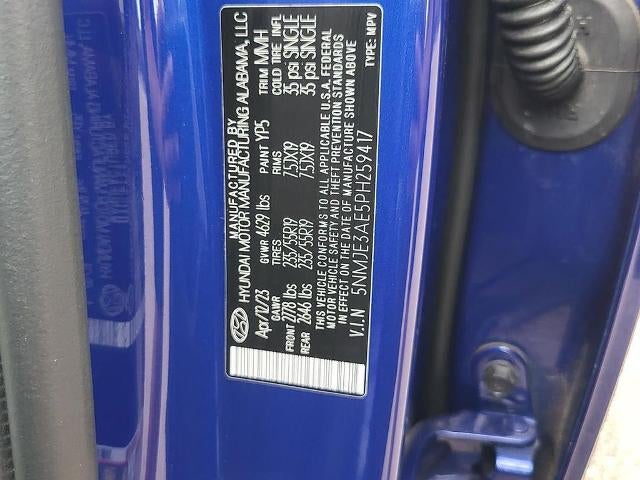 MANUFACTURED BY
HYUNDAI MOTOR MANUFACTURING ALABAMA, LLC
Apr/12/23 GVWR 4629 lbs PAINT YP5 TRIM MMH
GAWR TIRES RIMS COLD TIRE INFL
FRONT 2778 lbs 235/55R19 7.5JX19 35 psi SINGLE
REAR 2646 lbs 235/55R19 7.5JX19 35 psi SINGLE
THIS VEHICLE CONFORMS TO ALL APPLICABLE U.S.A. FEDERAL
MOTOR VEHICLE SAFETY AND THEFT PREVENTION STANDARDS
IN EFFECT ON THE DATE OF MANUFACTURE SHOWN ABOVE
V.I.N 5NMJE3AE5PH259417 TYPE: MPV